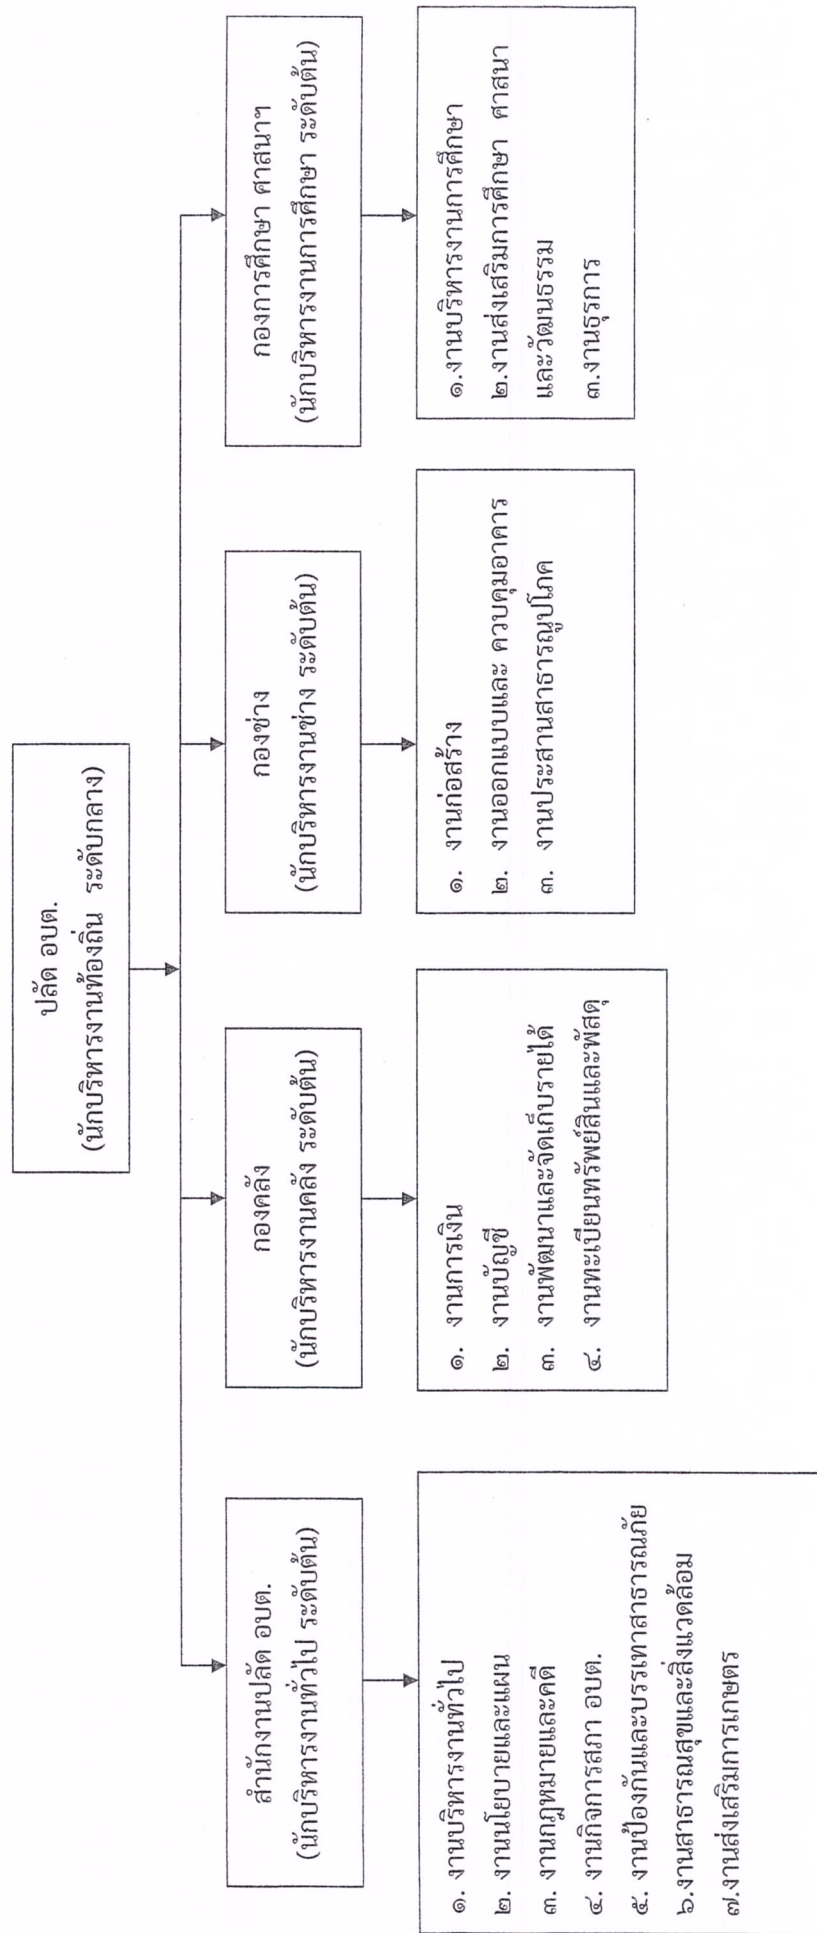 ปลัด อบต.
(นักบริหารงานท้องถิ่น ระดับกลาง)
สำนักงานปลัด อบต.
(นักบริหารงานทั่วไป ระดับต้น)
๑. งานบริหารงานทั่วไป
๒. งานนโยบายและแผน
๓. งานกฎหมายและคดี
๔. งานกิจการสภา อบต.
๕. งานป้องกันและบรรเทาสาธารณภัย
๖.งานสาธารณสุขและสิ่งแวดล้อม
๗.งานส่งเสริมการเกษตร
กองคลัง
(นักบริหารงานคลัง ระดับต้น)
๑. งานการเงิน
๒. งานบัญชี
๓. งานพัฒนาและจัดเก็บรายได้
๔. งานทะเบียนทรัพย์สินและพัสดุ
กองช่าง
(นักบริหารงานช่าง ระดับต้น)
๑. งานก่อสร้าง
๒. งานออกแบบและ ควบคุมอาคาร
๓. งานประสานสาธารณูปโภค
กองการศึกษา ศาสนาฯ
(นักบริหารงานการศึกษา ระดับต้น)
๑.งานบริหารงานการศึกษา
๒.งานส่งเสริมการศึกษา ศาสนา
และวัฒนธรรม
๓.งานธุรการ